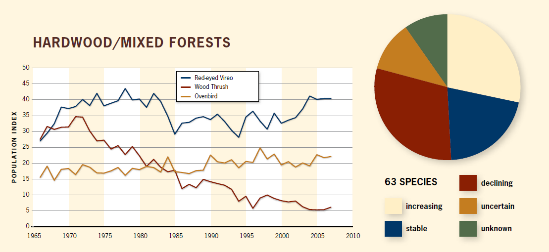 HARDWOOD/MIXED FORESTS
POPULATION INDEX
50
45
40
35
30
25
20
15
10
5
0
Red-eyed Vireo
Wood Thrush
Ovenbird
1965 1970 1975 1980 1985 1990 1995 2000 2005 2010
63 SPECIES
increasing
stable
declining
uncertain
unknown